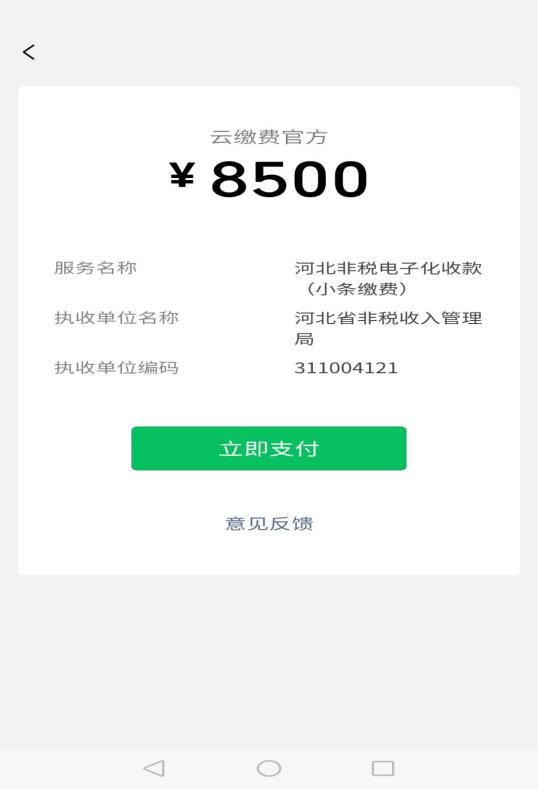 云缴费官方
¥8500
服务名称 河北非税电子化收款
（小条缴费）
执收单位名称 河北省非税收入管理
局
执收单位编码 311004121
立即支付
意见反馈